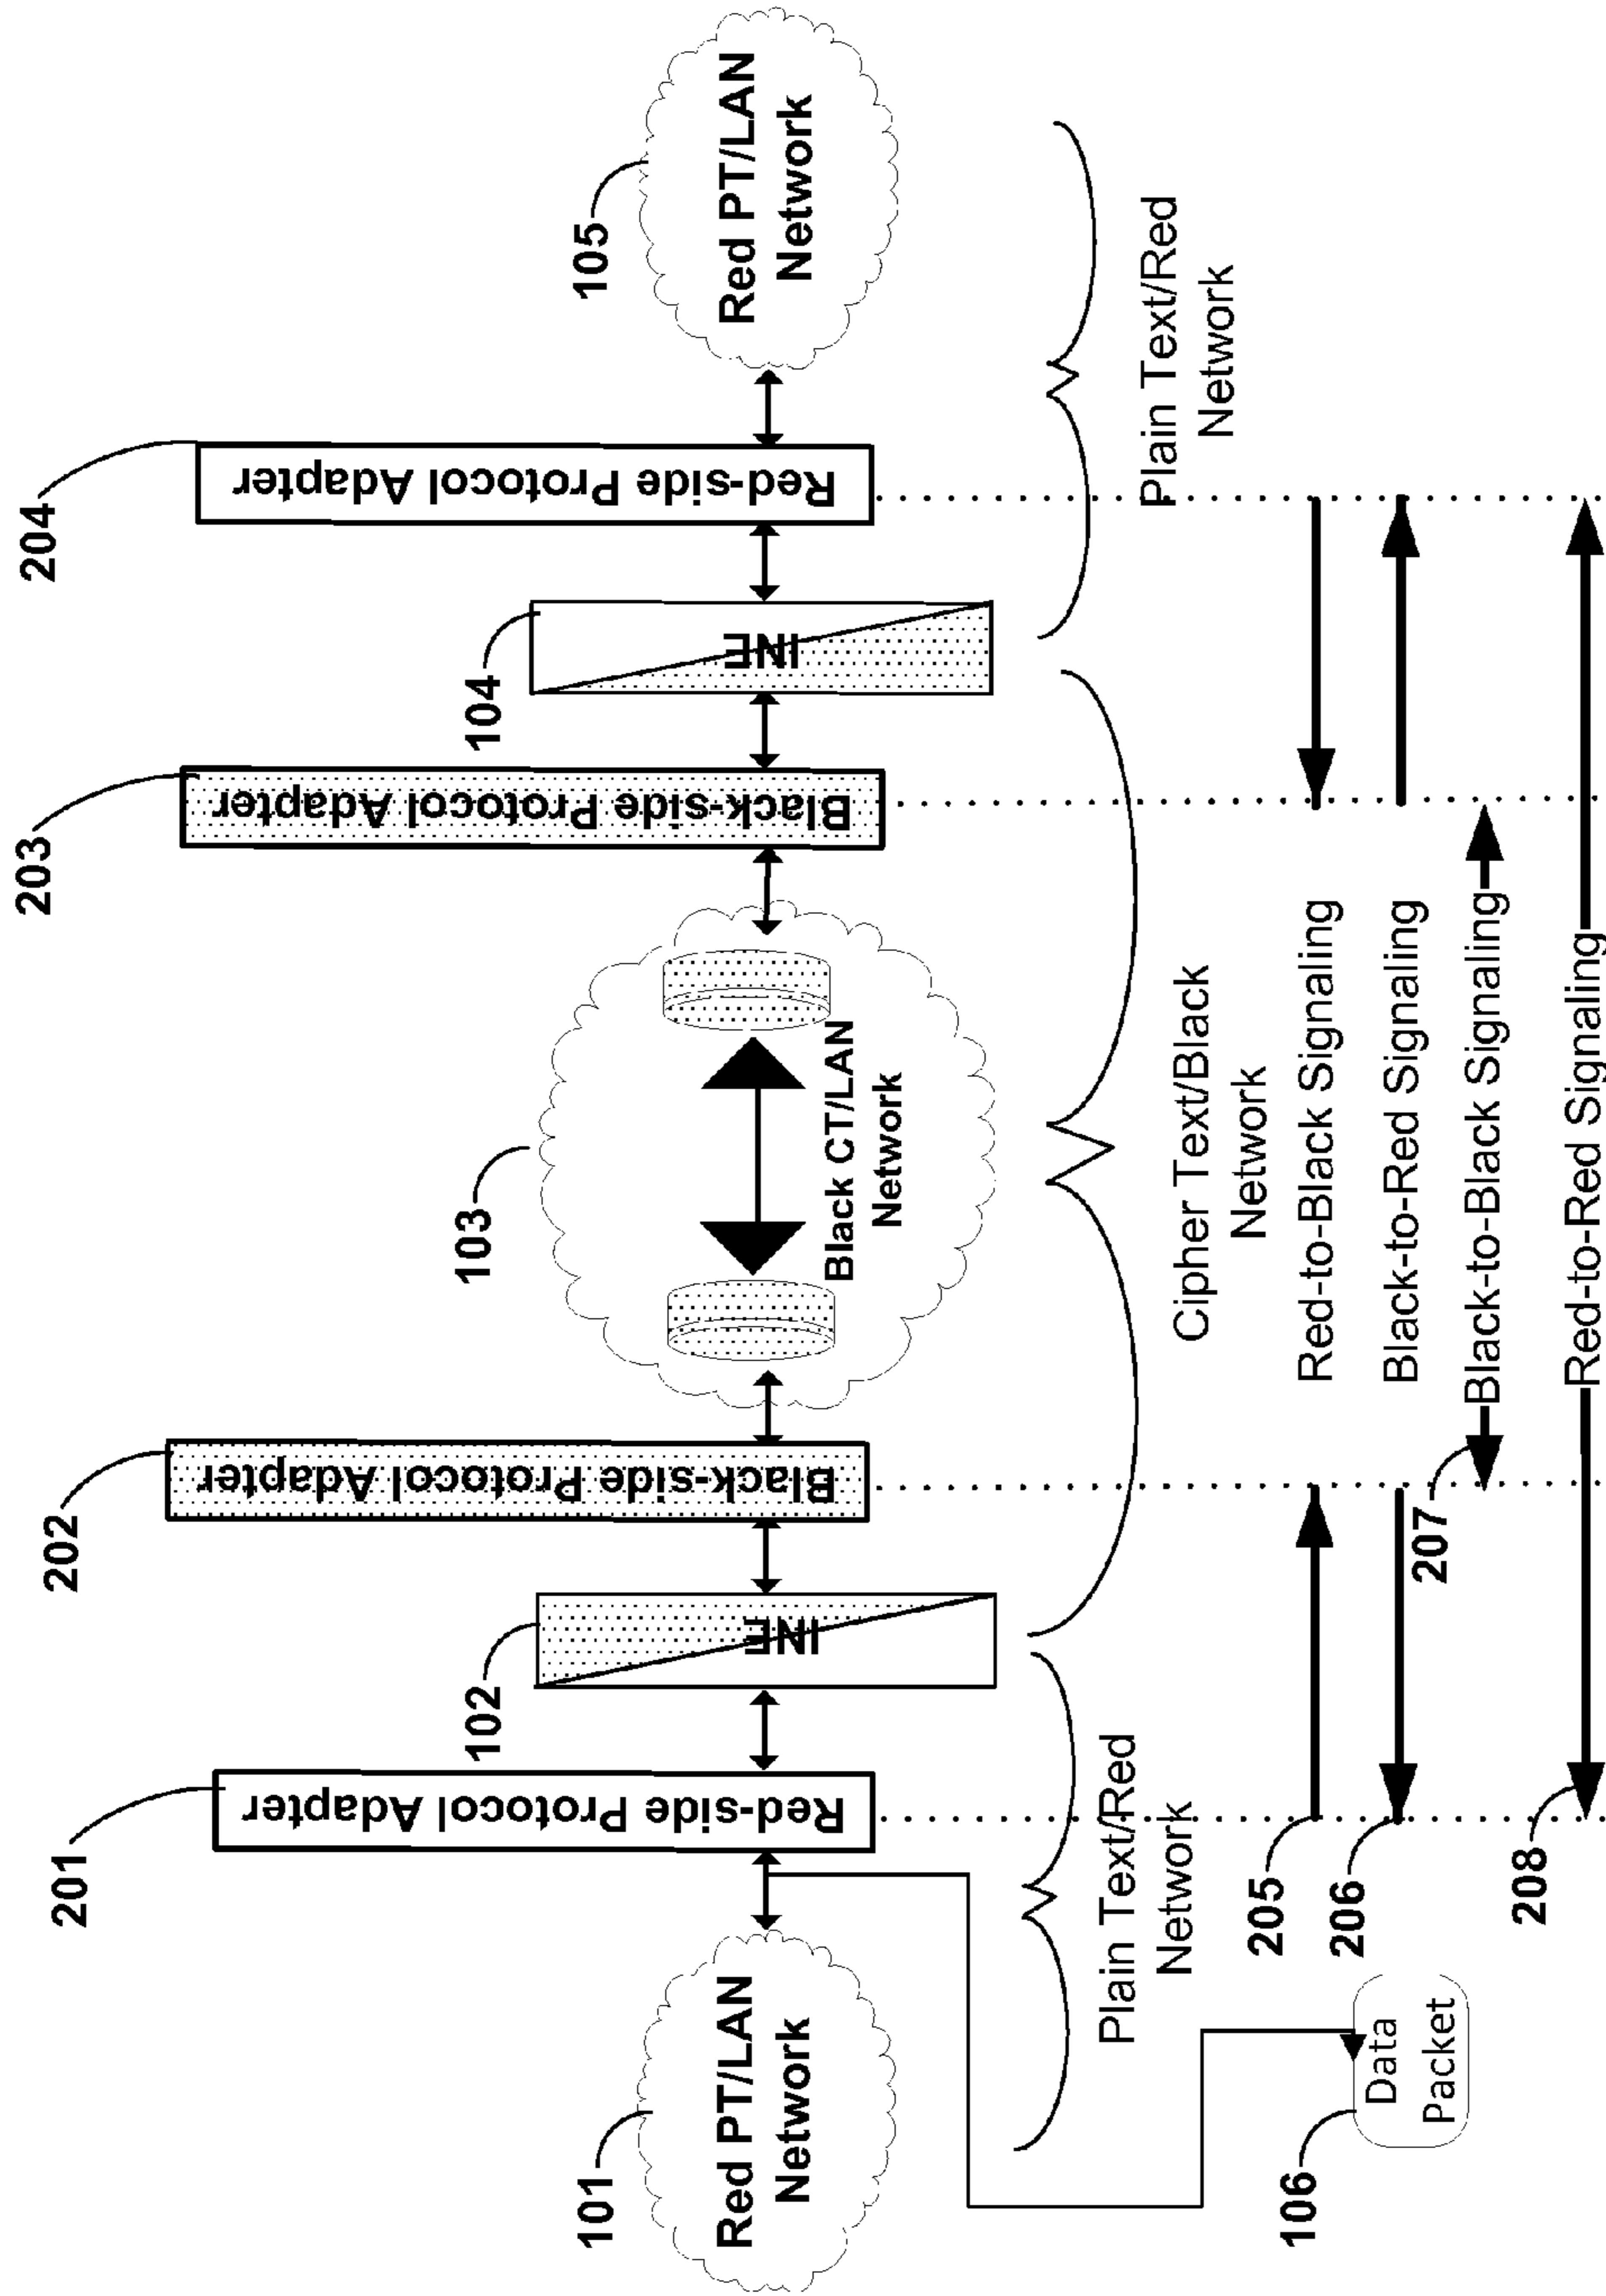 201
202
203
204
102
103
104
105
101
Red PT/LAN
Network
Red-side Protocol Adapter
INE
Black-side Protocol Adapter
Black CT/LAN
Network
Black-side Protocol Adapter
INE
Red-side Protocol Adapter
Red PT/LAN
Network
Plain Text/Red
Network
Cipher Text/Black
Network
Plain Text/Red
Network
205
Red-to-Black Signaling
206
Black-to-Red Signaling
207
Black-to-Black Signaling
208
Red-to-Red Signaling
106
Data
Packet